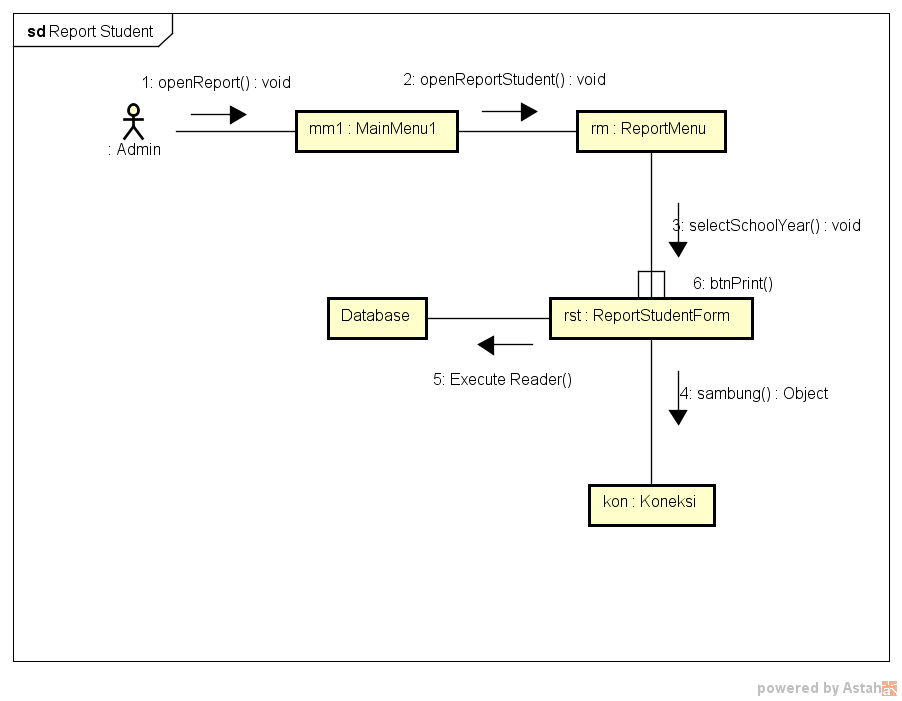 sd Report Student
1: openReport() : void
2: openReportStudent() : void
: Admin
mm1 : MainMenu1
rm : ReportMenu
3: selectSchoolYear() : void
6: btnPrint()
Database
rst : ReportStudentForm
5: Execute Reader()
4: sambung() : Object
kon : Koneksi
powered by Astah